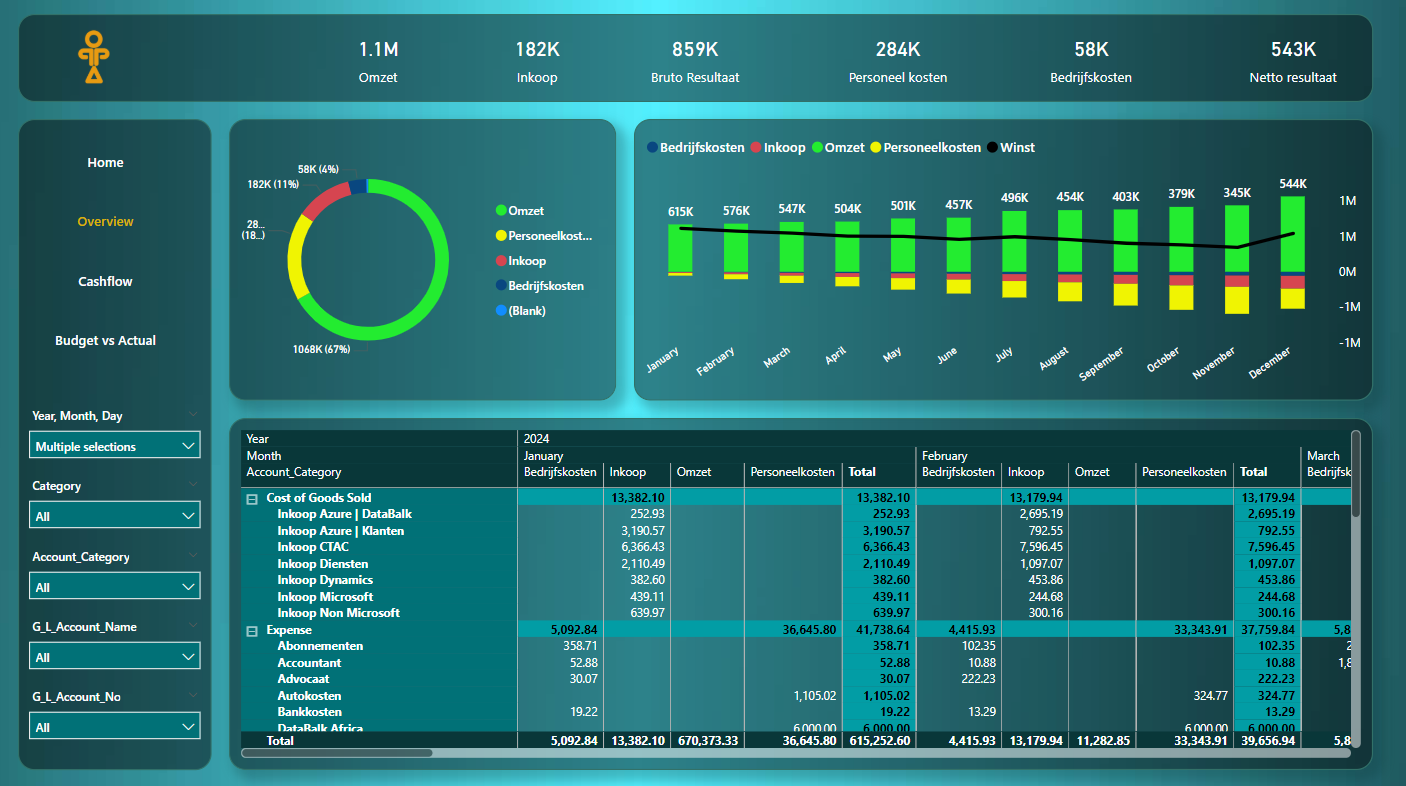 1.1M 182K 859K 284K 58K 543K
Omzet Inkoop Bruto Resultaat Personeel kosten Bedrijfskosten Netto resultaat
Home
Overview
Cashflow
Budget vs Actual
Year, Month, Day
Multiple selections
Category
All
Account_Category
All
G_L_Account_Name
All
G_L_Account_No
All
58K (4%)
182K (11%)
28...
(18...)
1068K (67%)
Omzet
Personeelkost...
Inkoop
Bedrijfskosten
(Blank)
Bedrijfskosten Inkoop Omzet Personeelkosten Winst
615K 576K 547K 504K 501K 457K 496K 454K 403K 379K 345K 544K
1M
1M
0M
-1M
-1M
January February March April May June July August September October November December
Year 2024
Month January February March
Account_Category Bedrijfskosten Inkoop Omzet Personeelkosten Total Bedrijfskosten Inkoop Omzet Personeelkosten Total Bedrijfsk
Cost of Goods Sold 13,382.10 13,382.10 13,179.94 13,179.94
Inkoop Azure | DataBalk 252.93 252.93 2,695.19 2,695.19
Inkoop Azure | Klanten 3,190.57 3,190.57 792.55 792.55
Inkoop CTAC 6,366.43 6,366.43 7,596.45 7,596.45
Inkoop Diensten 2,110.49 2,110.49 1,097.07 1,097.07
Inkoop Dynamics 382.60 382.60 453.86 453.86
Inkoop Microsoft 439.11 439.11 244.68 244.68
Inkoop Non Microsoft 639.97 639.97 300.16 300.16
Expense 5,092.84 36,645.80 41,738.64 4,415.93 33,343.91 37,759.84 5,8
Abonnementen 358.71 358.71 102.35 102.35 2
Accountant 52.88 52.88 10.88 10.88 1,8
Advocaat 30.07 30.07 222.23 222.23
Autokosten 1,105.02 1,105.02 324.77 324.77
Bankkosten 19.22 19.22 13.29 13.29
DataBalk Africa 6,000.00 6,000.00 6,000.00 6,000.00
Total 5,092.84 13,382.10 670,373.33 36,645.80 615,252.60 4,415.93 13,179.94 11,282.85 33,343.91 39,656.94 5,8